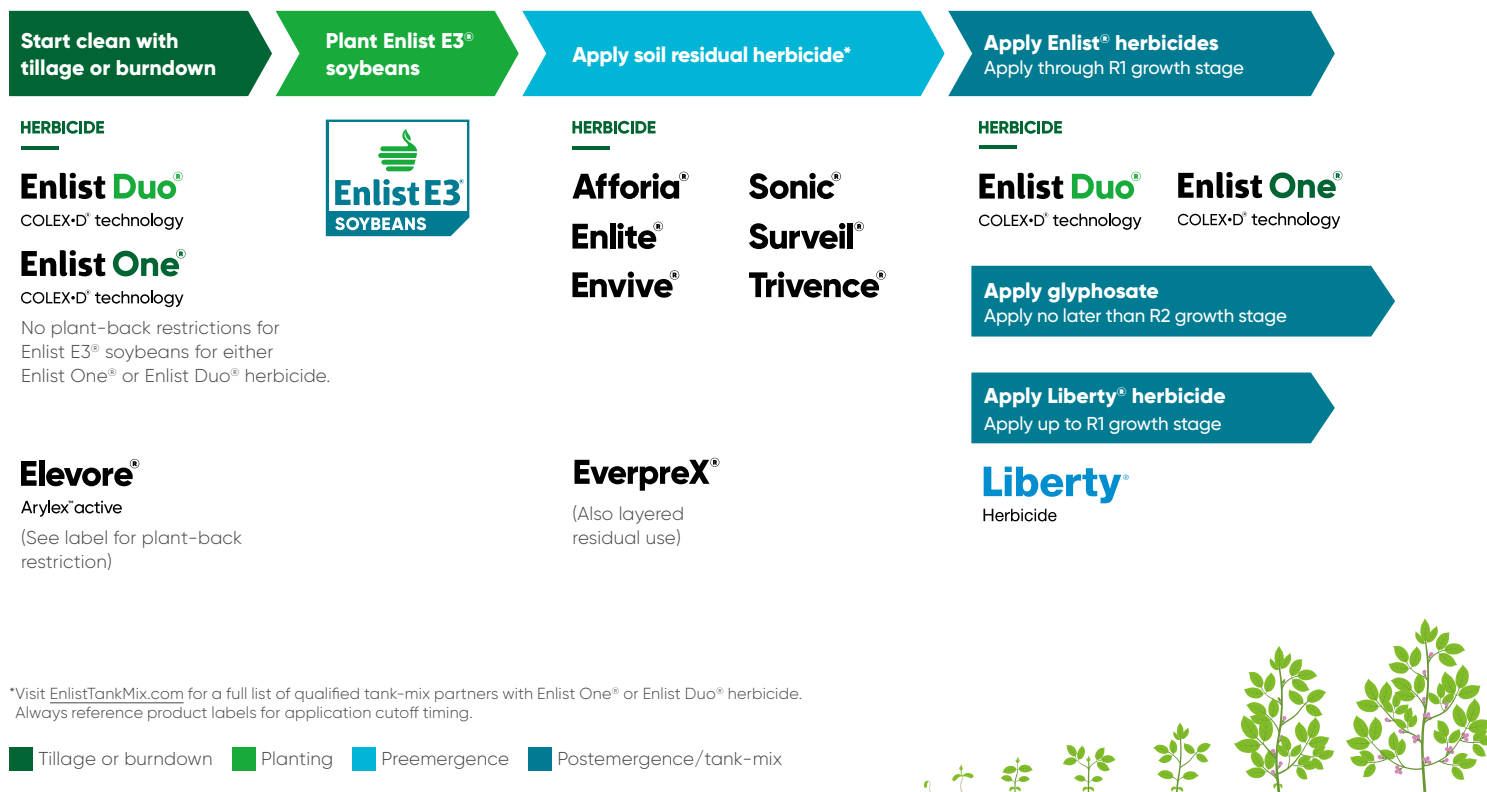 Start clean with
tillage or burndown
Plant Enlist E3®
soybeans
Apply soil residual herbicide*
Apply Enlist® herbicides
Apply through R1 growth stage
HERBICIDE
Enlist Duo®
COLEX•D® technology
Enlist One®
COLEX•D® technology
No plant-back restrictions for
Enlist E3® soybeans for either
Enlist One® or Enlist Duo® herbicide.
Elevore®
Arylex™ active
(See label for plant-back
restriction)
Enlist E3®
SOYBEANS
HERBICIDE
Afforia®
Enlite®
Envive®
Sonic®
Surveil®
Trivence®
EverpreX®
(Also layered
residual use)
HERBICIDE
Enlist Duo®
COLEX•D® technology
Enlist One®
COLEX•D® technology
Apply glyphosate
Apply no later than R2 growth stage
Apply Liberty® herbicide
Apply up to R1 growth stage
Liberty®
Herbicide
*Visit EnlistTankMix.com for a full list of qualified tank-mix partners with Enlist One® or Enlist Duo® herbicide.
Always reference product labels for application cutoff timing.
Tillage or burndown
Planting
Preemergence
Postemergence/tank-mix